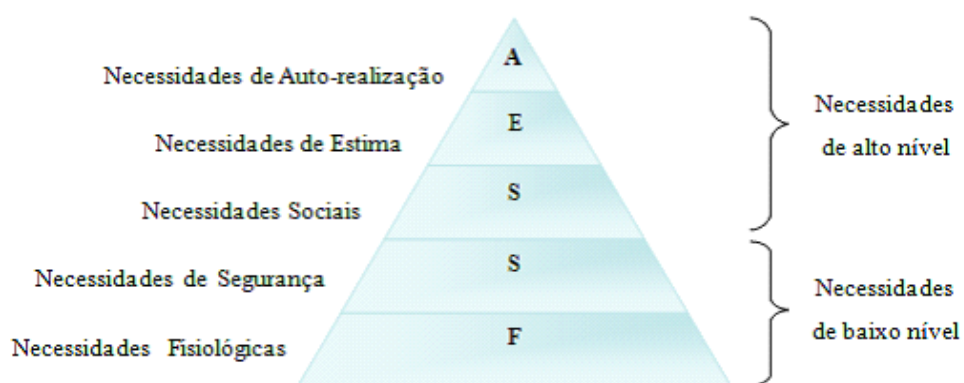 A
Necessidades de Auto-realização
E
Necessidades de Estima
S
Necessidades Sociais
Necessidades
de alto nível
S
Necessidades de Segurança
F
Necessidades Fisiológicas
Necessidades
de baixo nível